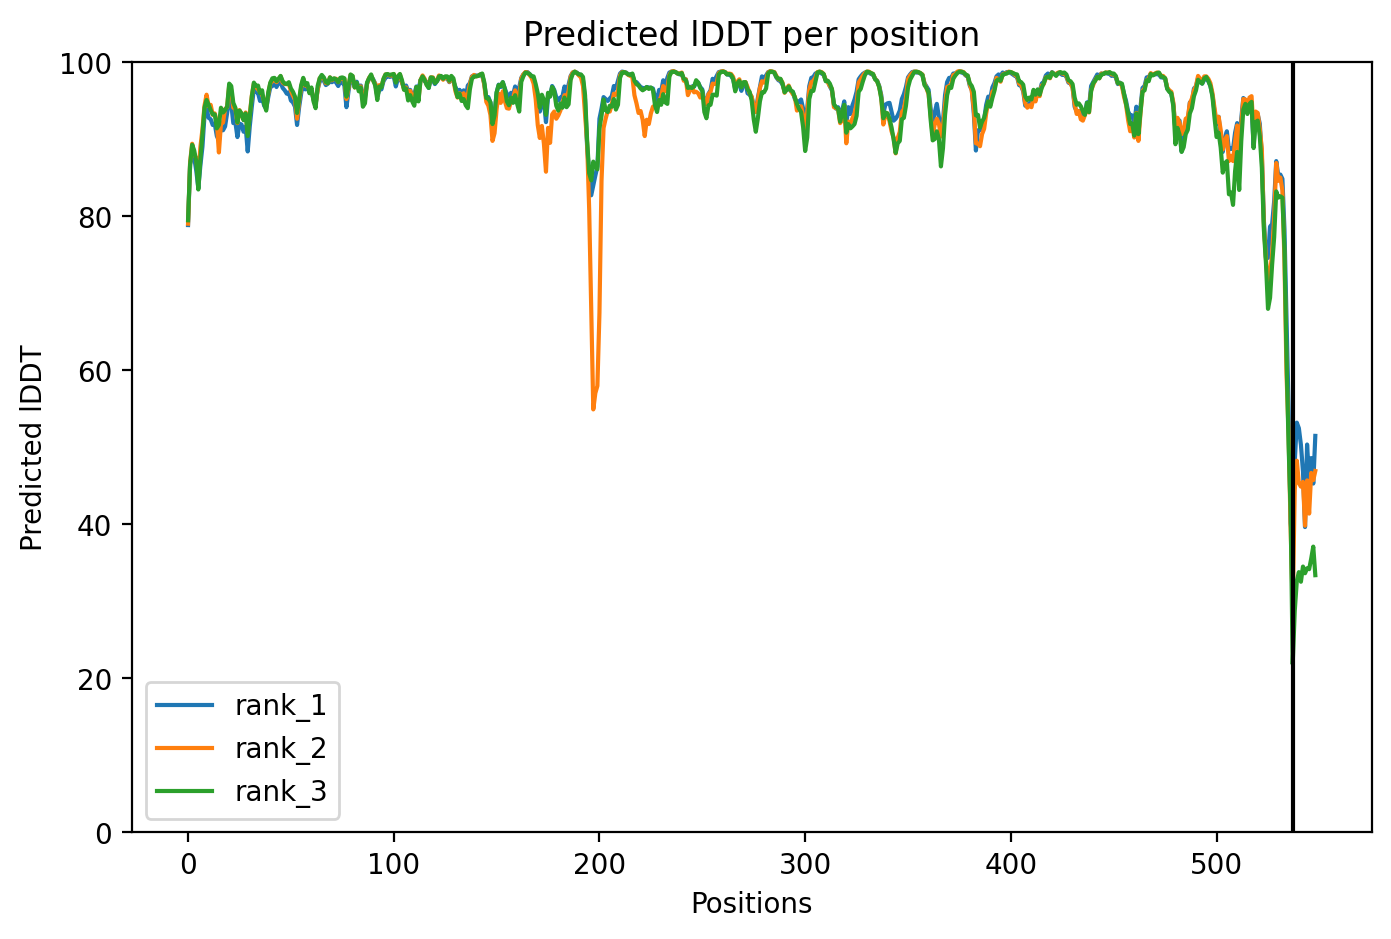 Predicted lDDT per position
Predicted lDDT
100
80
60
40
20
0
rank_1
rank_2
rank_3
0 100 200 300 400 500
Positions